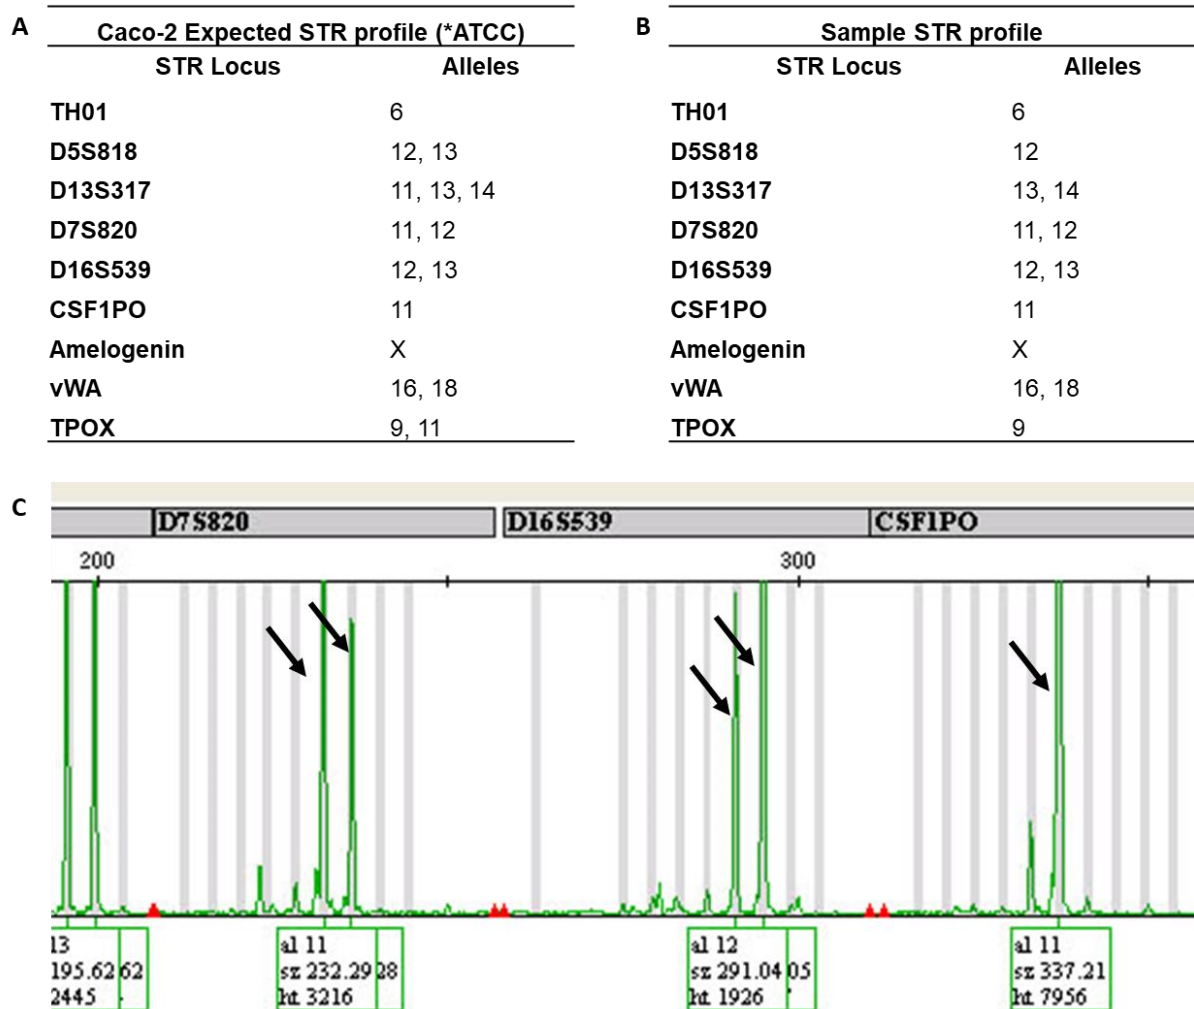 A
Caco-2 Expected STR profile (*ATCC)
STR Locus Alleles
TH01 6
D5S818 12, 13
D13S317 11, 13, 14
D7S820 11, 12
D16S539 12, 13
CSF1PO 11
Amelogenin X
vWA 16, 18
TPOX 9, 11
B
Sample STR profile
STR Locus Alleles
TH01 6
D5S818 12
D13S317 13, 14
D7S820 11, 12
D16S539 12, 13
CSF1PO 11
Amelogenin X
vWA 16, 18
TPOX 9
C
D7S820 D16S539 CSF1PO
200 300
13
195.62 62
2445
al 11
sz 232.29 28
ht 3216
al 12
sz 291.04 05
ht 1926
al 11
sz 337.21
ht 7956